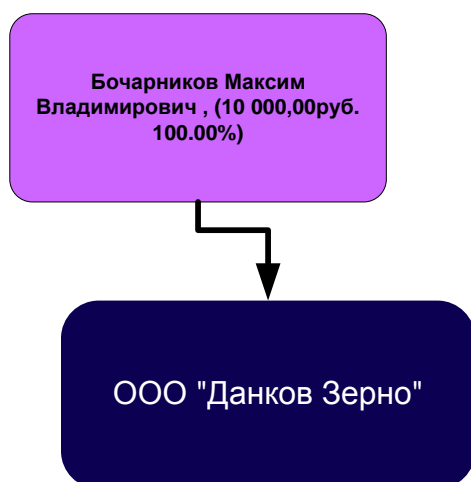 Бочарников Максим
Владимирович , (10 000,00руб.
100.00%)
ООО "Данков Зерно"